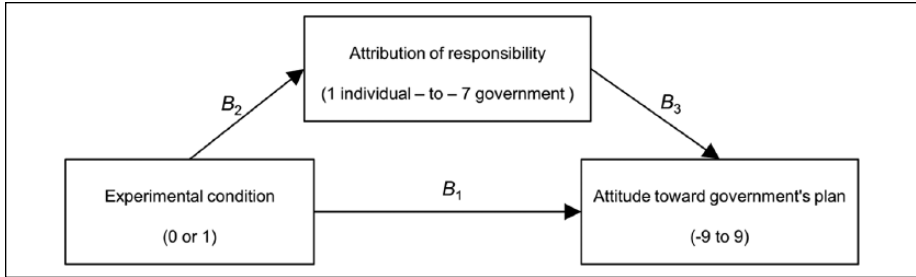 Attribution of responsibility
(1 individual – to – 7 government )
B2
B3
Experimental condition
(0 or 1)
B1
Attitude toward government's plan
(-9 to 9)